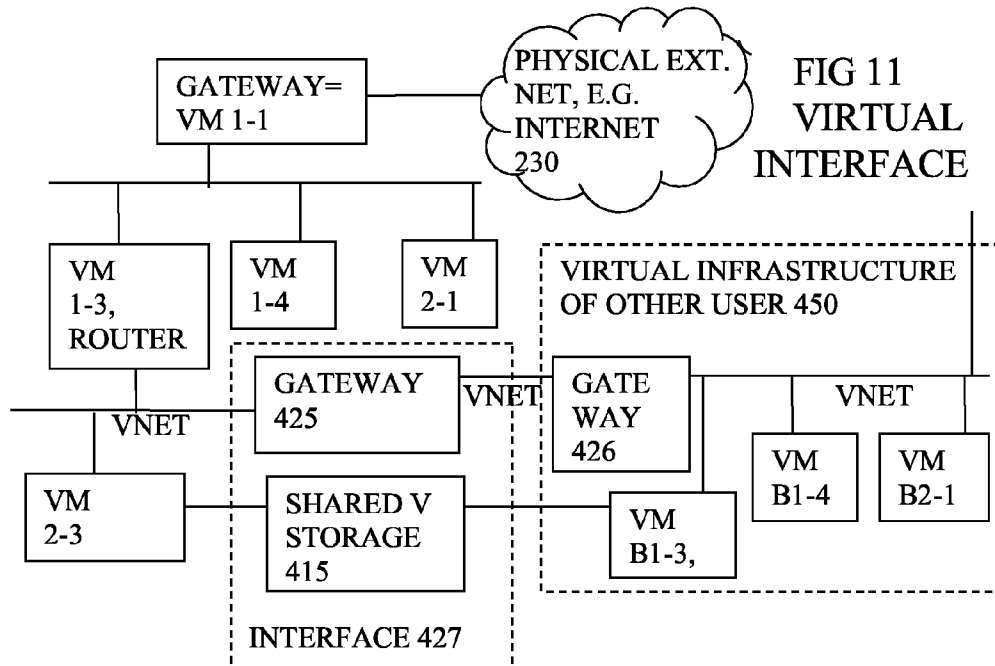 GATEWAY=
VM 1-1
PHYSICAL EXT.
NET, E.G.
INTERNET
230
FIG 11
VIRTUAL
INTERFACE
VM
1-3,
ROUTER
VM
1-4
VM
2-1
VIRTUAL INFRASTRUCTURE
OF OTHER USER 450
GATEWAY
425
VNET
GATE
WAY
426
VNET
VNET
VM
B1-4
VM
B2-1
VM
2-3
SHARED V
STORAGE
415
VM
B1-3,
INTERFACE 427